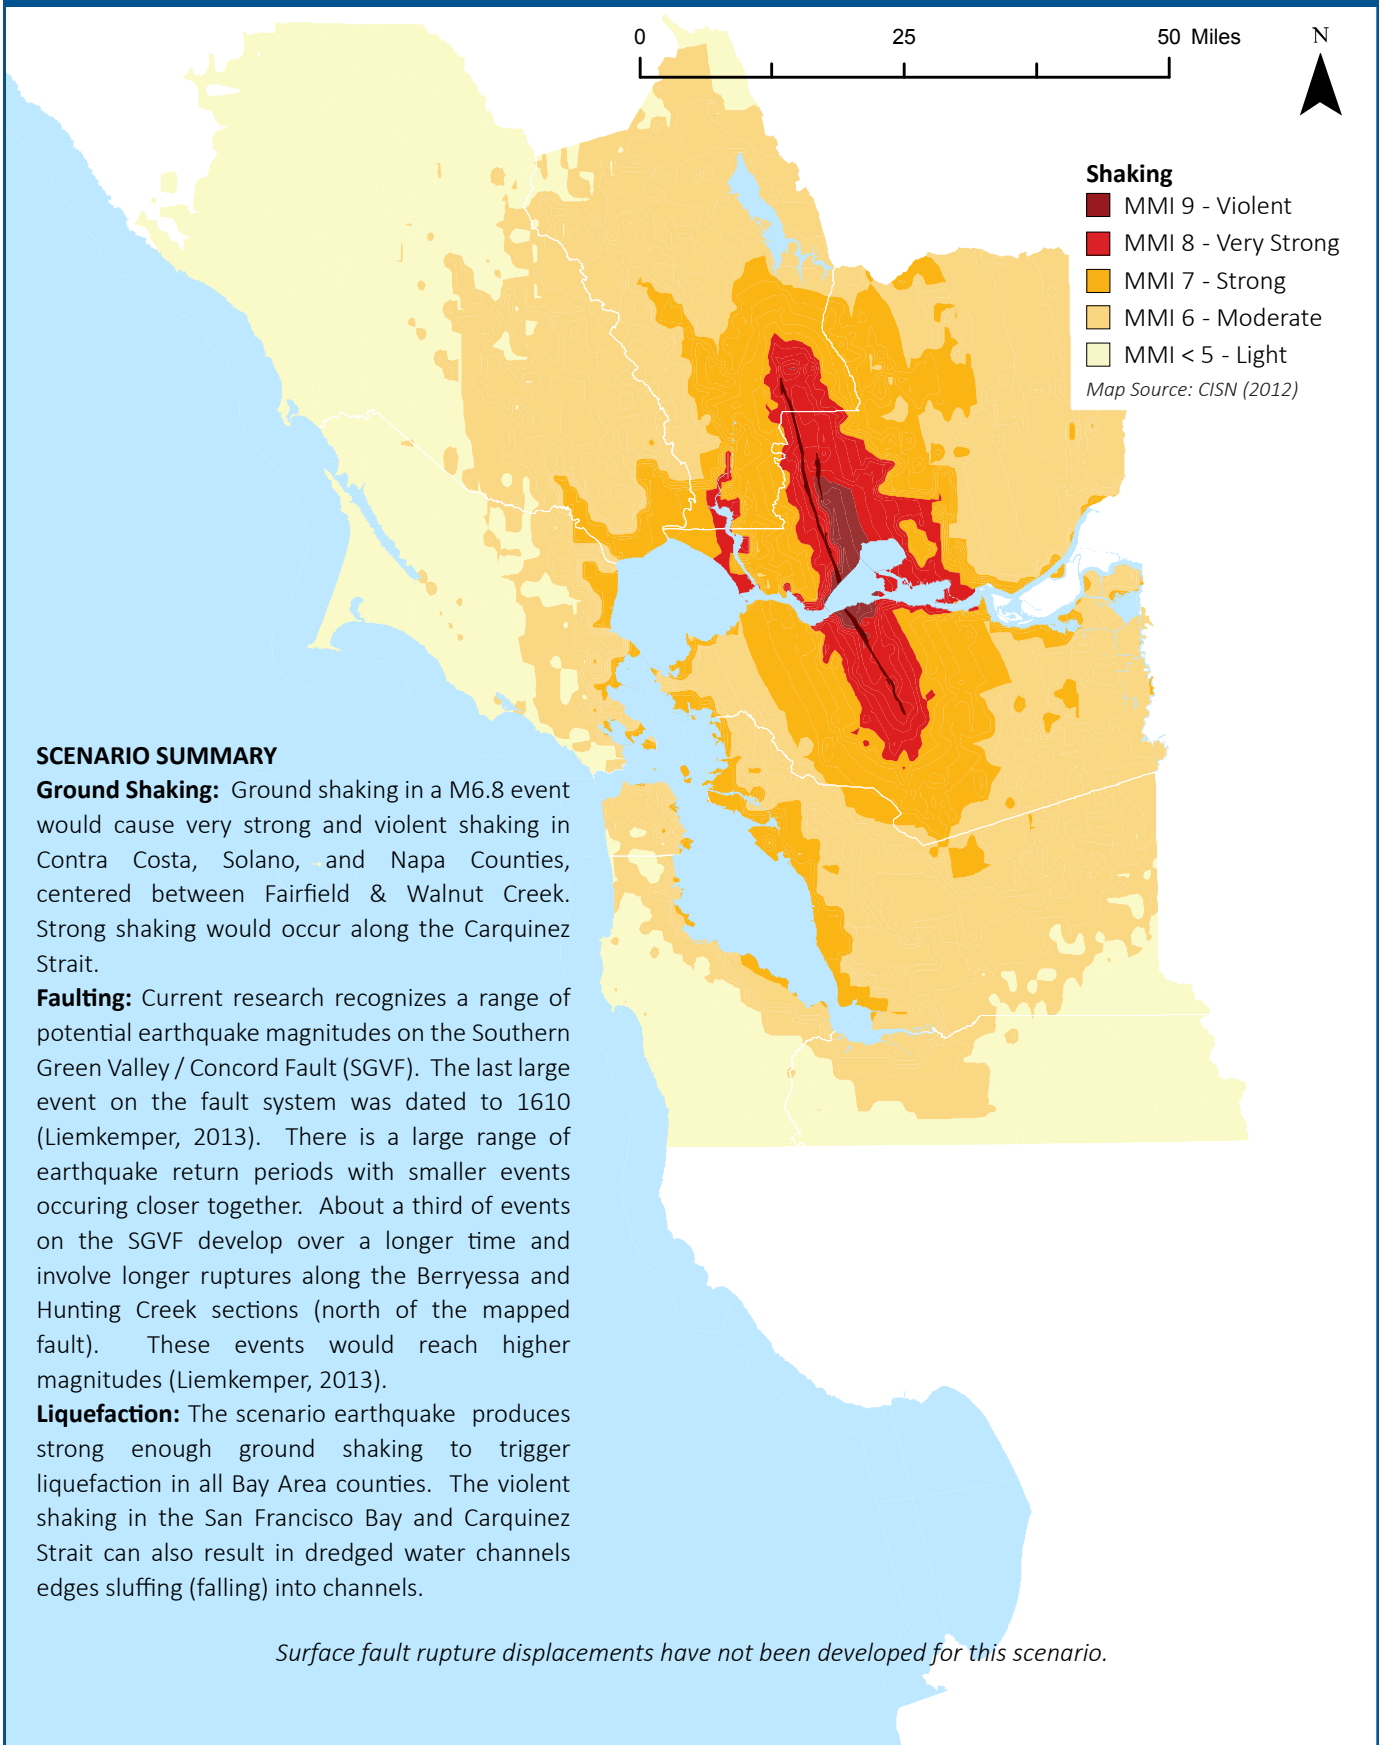 0 25 50 Miles N
Shaking
MMI 9 - Violent
MMI 8 - Very Strong
MMI 7 - Strong
MMI 6 - Moderate
MMI < 5 - Light
Map Source: CISN (2012)
SCENARIO SUMMARY
Ground Shaking: Ground shaking in a M6.8 event
would cause very strong and violent shaking in
Contra Costa, Solano, and Napa Counties,
centered between Fairfield & Walnut Creek.
Strong shaking would occur along the Carquinez
Strait.
Faulting: Current research recognizes a range of
potential earthquake magnitudes on the Southern
Green Valley / Concord Fault (SGVF). The last large
event on the fault system was dated to 1610
(Liemkemper, 2013). There is a large range of
earthquake return periods with smaller events
occuring closer together. About a third of events
on the SGVF develop over a longer time and
involve longer ruptures along the Berryessa and
Hunting Creek sections (north of the mapped
fault). These events would reach higher
magnitudes (Liemkemper, 2013).
Liquefaction: The scenario earthquake produces
strong enough ground shaking to trigger
liquefaction in all Bay Area counties. The violent
shaking in the San Francisco Bay and Carquinez
Strait can also result in dredged water channels
edges sluffing (falling) into channels.
Surface fault rupture displacements have not been developed for this scenario.